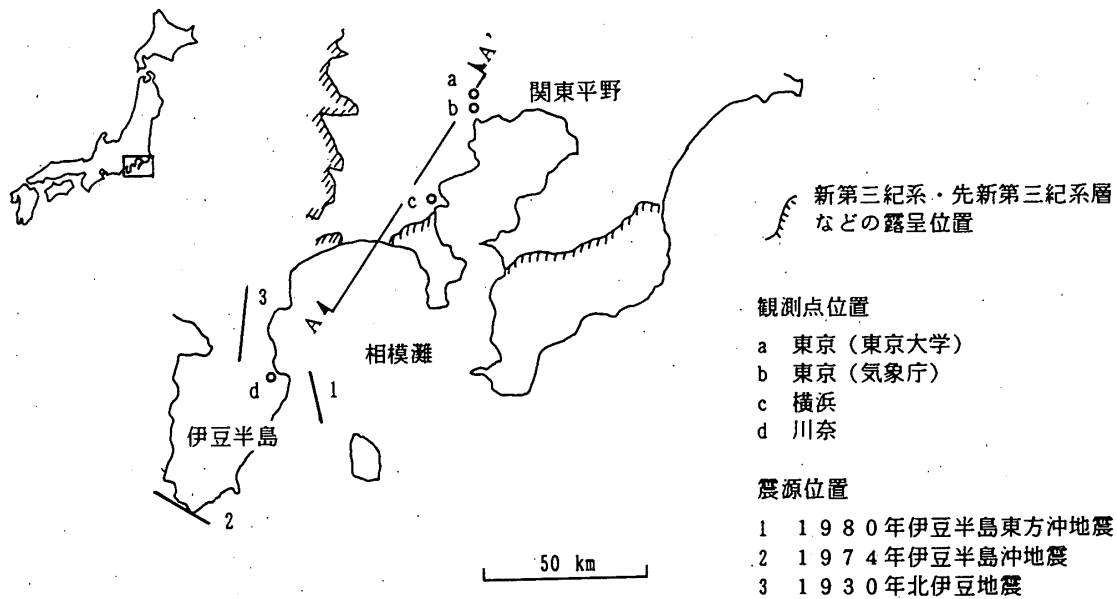 A'
a
b
関東平野
c
新第三紀系・先新第三紀系層
などの露呈位置
3
A
観測点位置
相模灘
a 東京(東京大学)
d
1
b 東京(気象庁)
c 横浜
伊豆半島
d 川奈
震源位置
2
1 1980年伊豆半島東方沖地震
50 km
2 1974年伊豆半島沖地震
3 1930年北伊豆地震